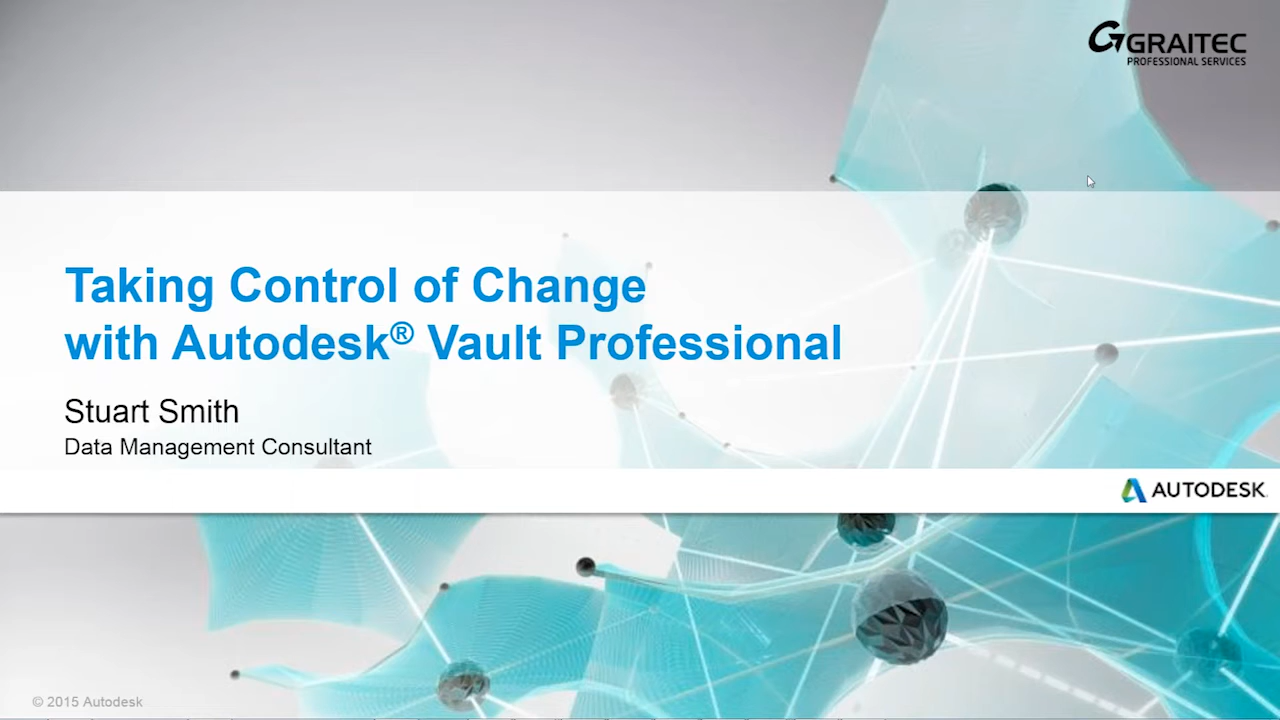 GRAITEC
PROFESSIONAL SERVICES
Taking Control of Change
with Autodesk® Vault Professional
Stuart Smith
Data Management Consultant
AUTODESK.
© 2015 Autodesk